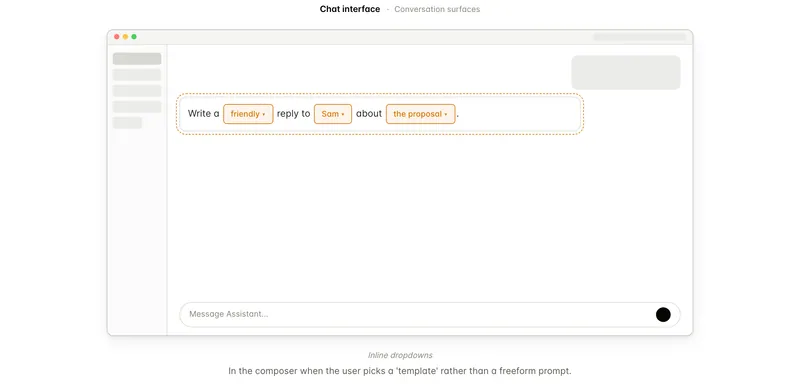 Chat interface · Conversation surfaces
Write a friendly ▾ reply to Sam ▾ about the proposal ▾ .
Message Assistant...
Inline dropdowns
In the composer when the user picks a 'template' rather than a freeform prompt.